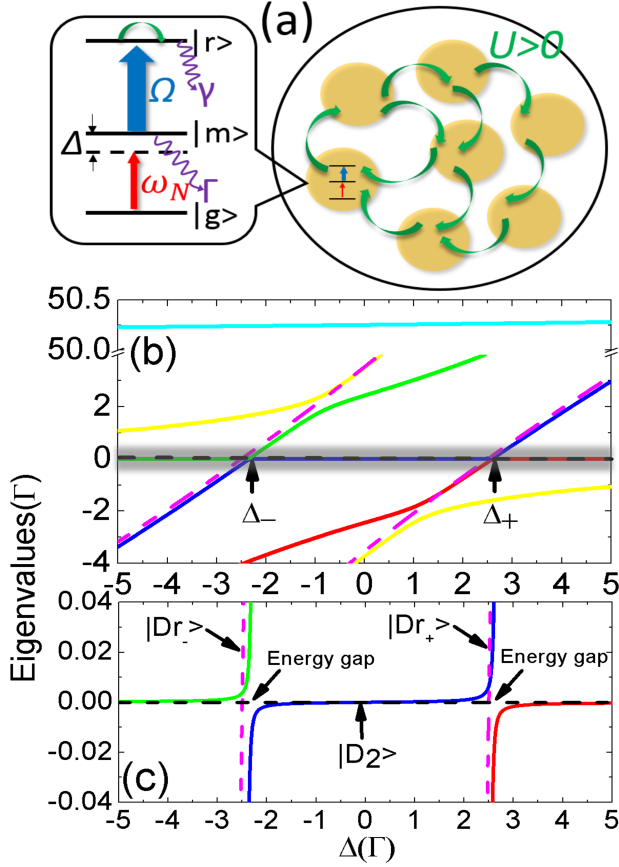 (a)
|r>
U>0
Ω
γ
|m>
Δ
ω_N
Γ
|g>
50.5
50.0
(b)
2
0
-2
-4
Δ₋
Δ₊
-5 -4 -3 -2 -1 0 1 2 3 4 5
Eigenvalues(Γ)
0.04
0.02
0.00
-0.02
-0.04
|Dr₋>
|Dr₊>
Energy gap
Energy gap
|D2>
(c)
-5 -4 -3 -2 -1 0 1 2 3 4 5
Δ(Γ)